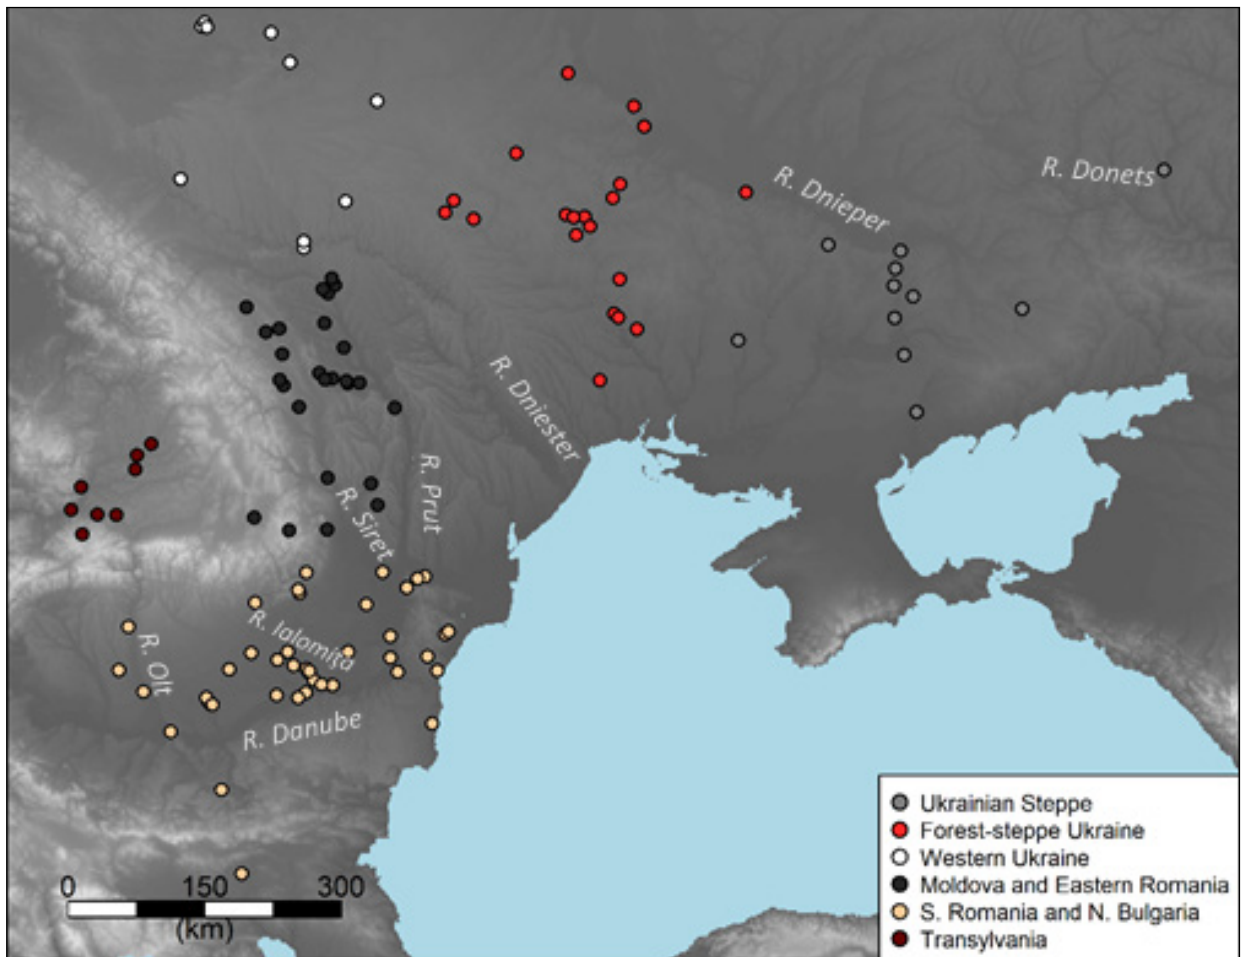 R. Donets
R. Dnieper
R. Dniester
R. Prut
R. Siret
R. Ialomița
R. Olt
R. Danube
0 150 300
(km)
Ukrainian Steppe
Forest-steppe Ukraine
Western Ukraine
Moldova and Eastern Romania
S. Romania and N. Bulgaria
Transylvania